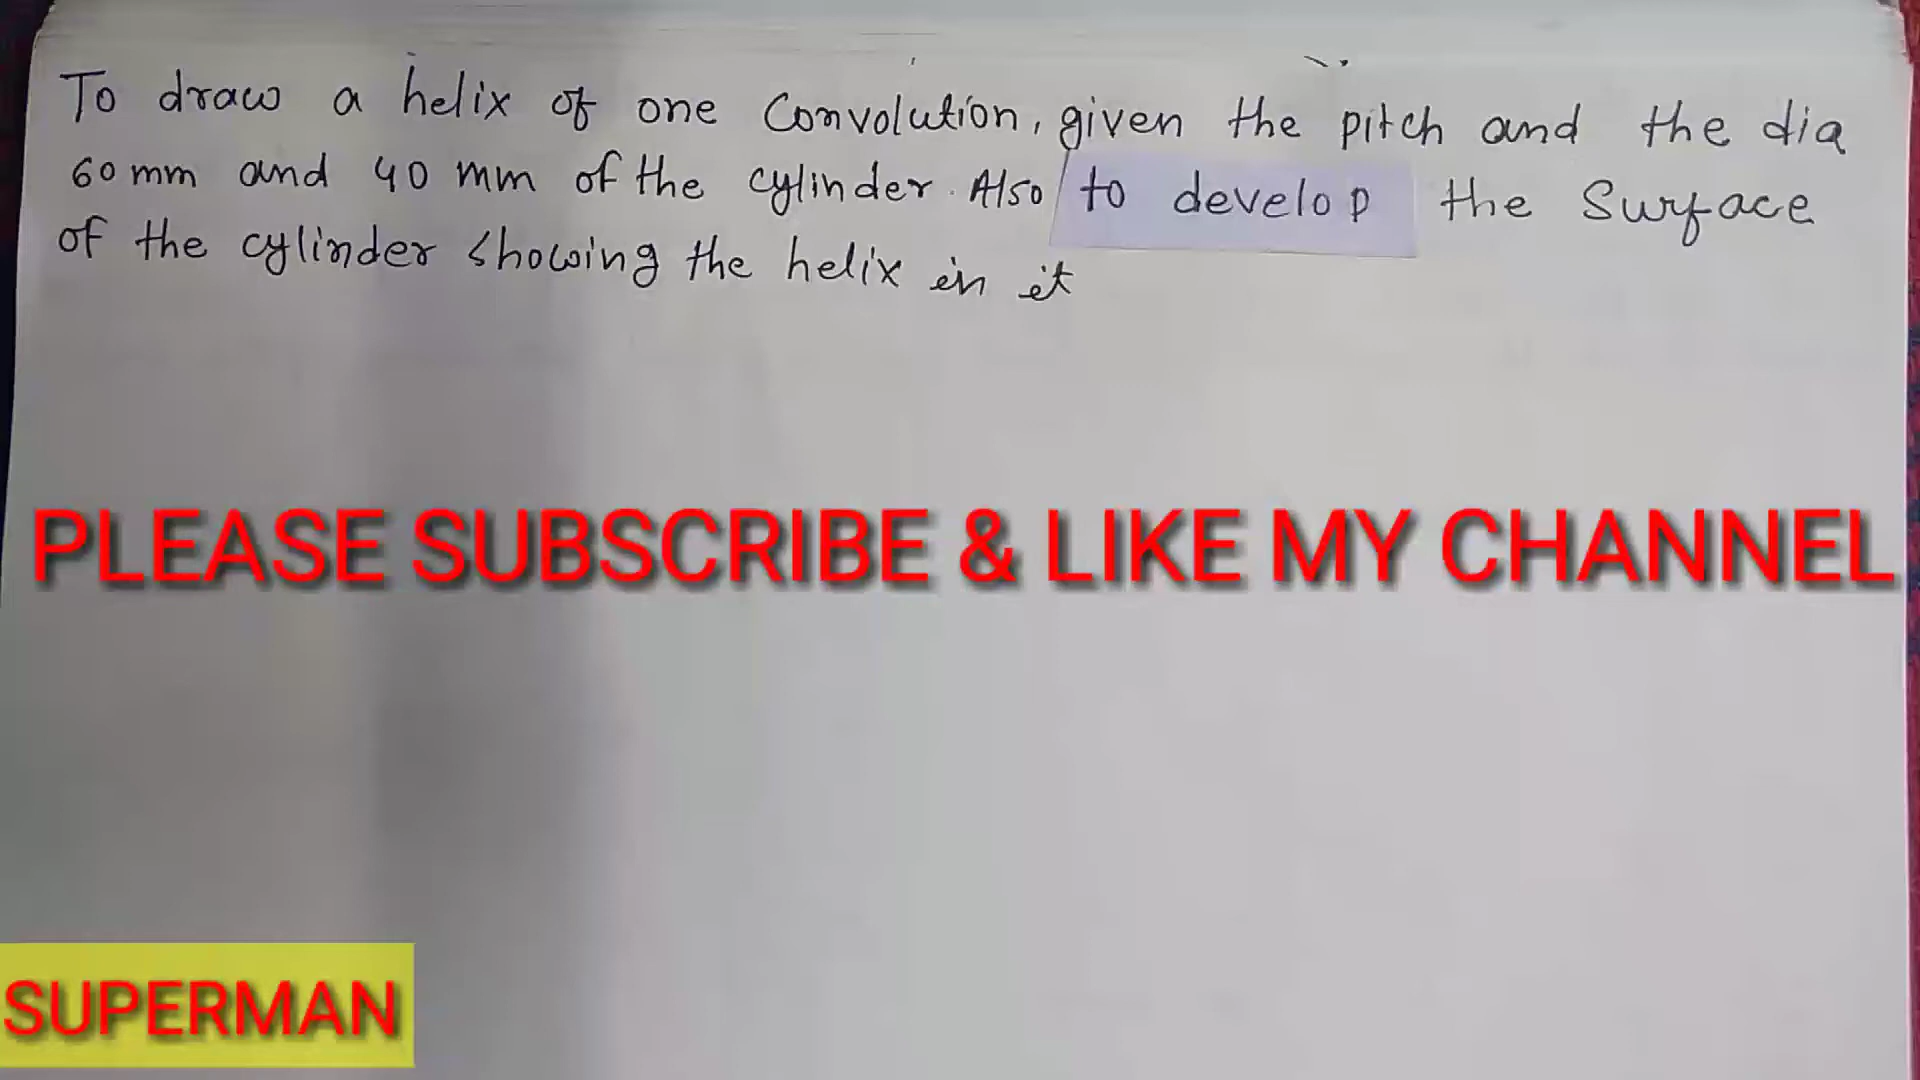 To draw a helix of one Convolution, given the pitch and the dia
60 mm and 40 mm of the cylinder. Also to develop the Surface
of the cylinder showing the helix in it
PLEASE SUBSCRIBE & LIKE MY CHANNEL
SUPERMAN